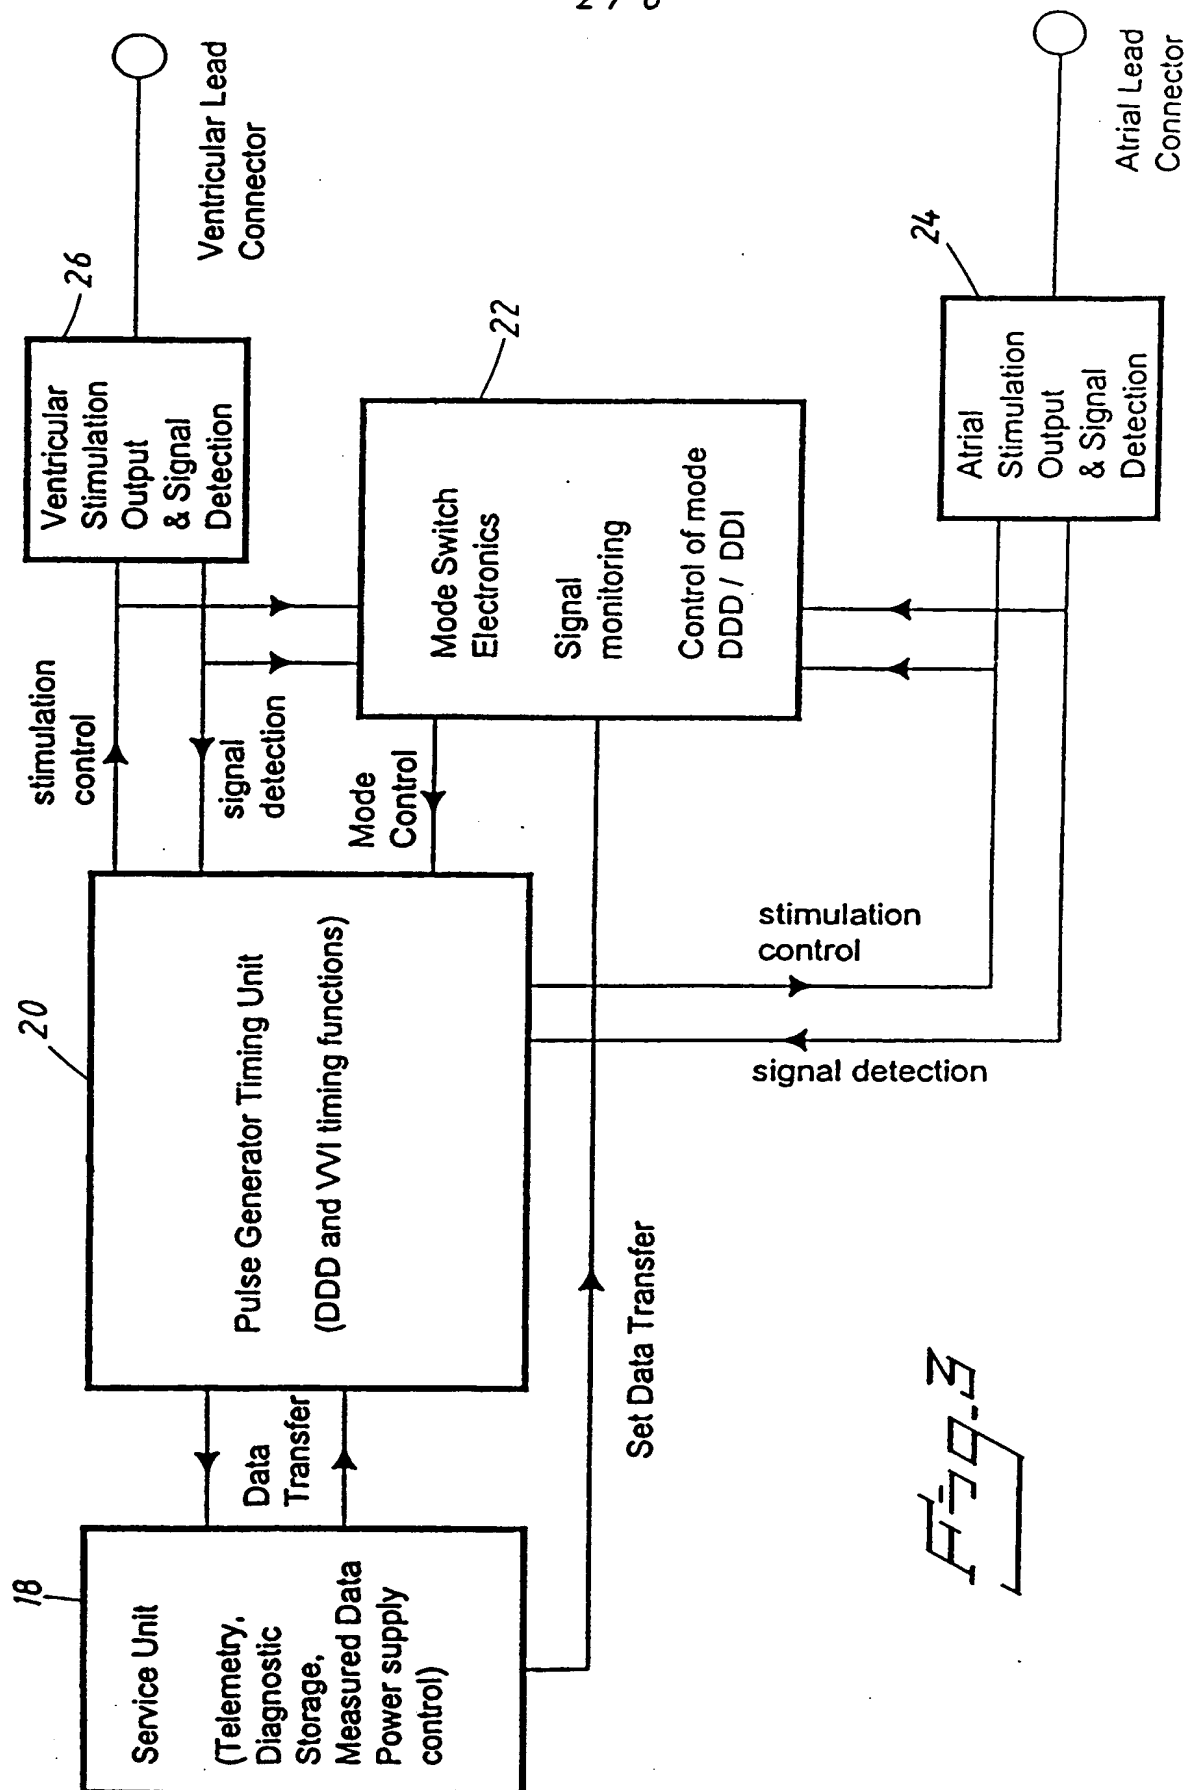 2/6
18
Service Unit
(Telemetry,
Diagnostic
Storage,
Measured Data
Power supply
control)
Data
Transfer
Set Data Transfer
20
Pulse Generator Timing Unit
(DDD and VVI timing functions)
stimulation
control
signal
detection
Mode
Control
stimulation
control
signal detection
22
Mode Switch
Electronics
Signal
monitoring
Control of mode
DDD / DDI
26
Ventricular
Stimulation
Output
& Signal
Detection
Ventricular Lead
Connector
24
Atrial
Stimulation
Output
& Signal
Detection
Atrial Lead
Connector
Fig. 3